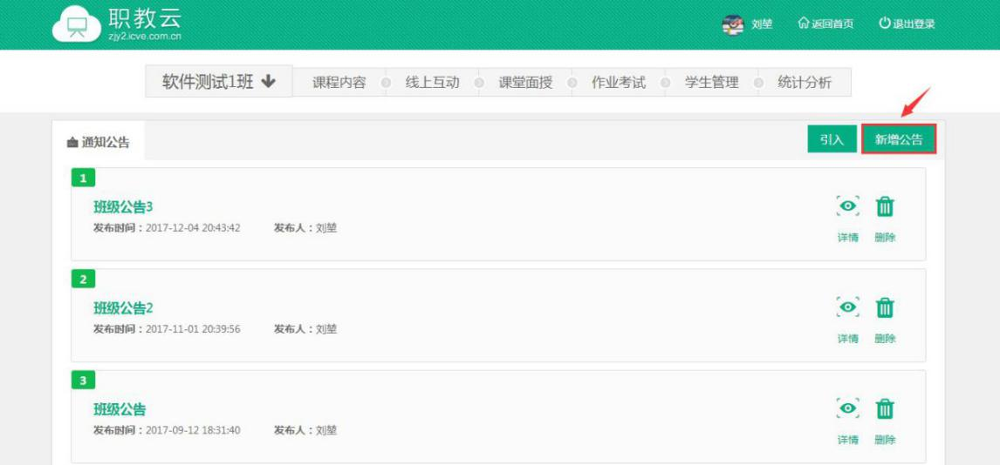 职教云
zjy2.icve.com.cn
刘堃 返回首页 退出登录
软件测试1班 课程内容 线上互动 课堂面授 作业考试 学生管理 统计分析
通知公告 引入 新增公告
1
班级公告3
发布时间：2017-12-04 20:43:42 发布人：刘堃
详情 删除
2
班级公告2
发布时间：2017-11-01 20:39:56 发布人：刘堃
详情 删除
3
班级公告
发布时间：2017-09-12 18:31:40 发布人：刘堃
详情 删除